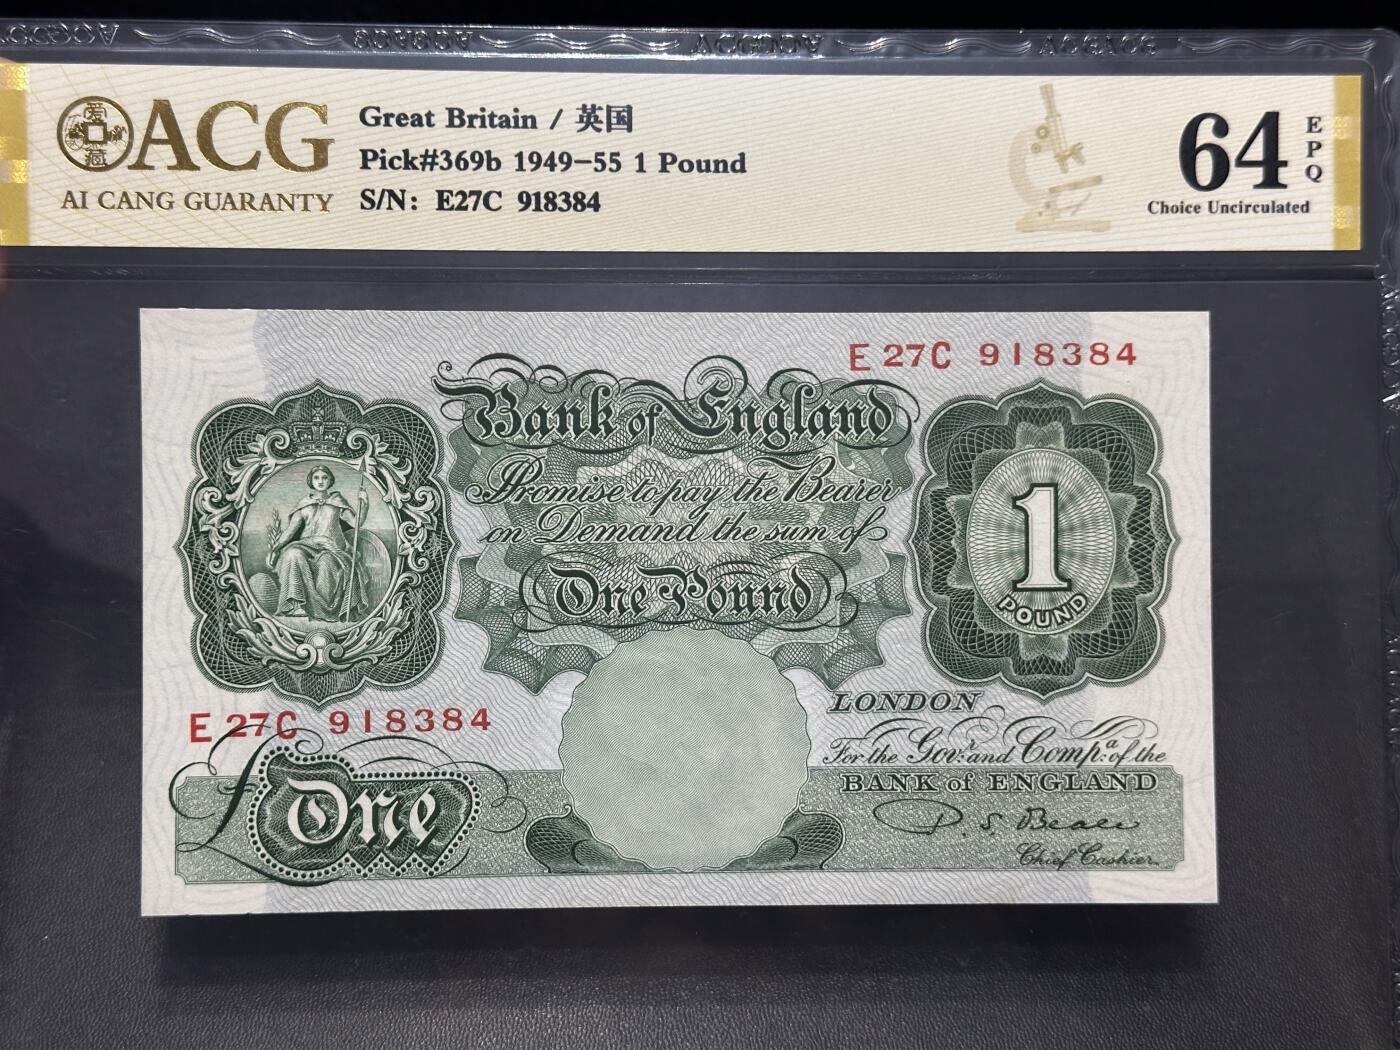 爱藏
ACG
AI CANG GUARANTY
Great Britain / 英国
Pick#369b 1949-55 1 Pound
S/N: E27C 918384
64
EPQ
Choice Uncirculated
E 27C 918384
Bank of England
Promise to pay the Bearer
on Demand the sum of
One Pound
1
POUND
E 27C 918384
£One
LONDON
For the Govr. and Compa. of the
BANK of ENGLAND
P. S. Beale
Chief Cashier.